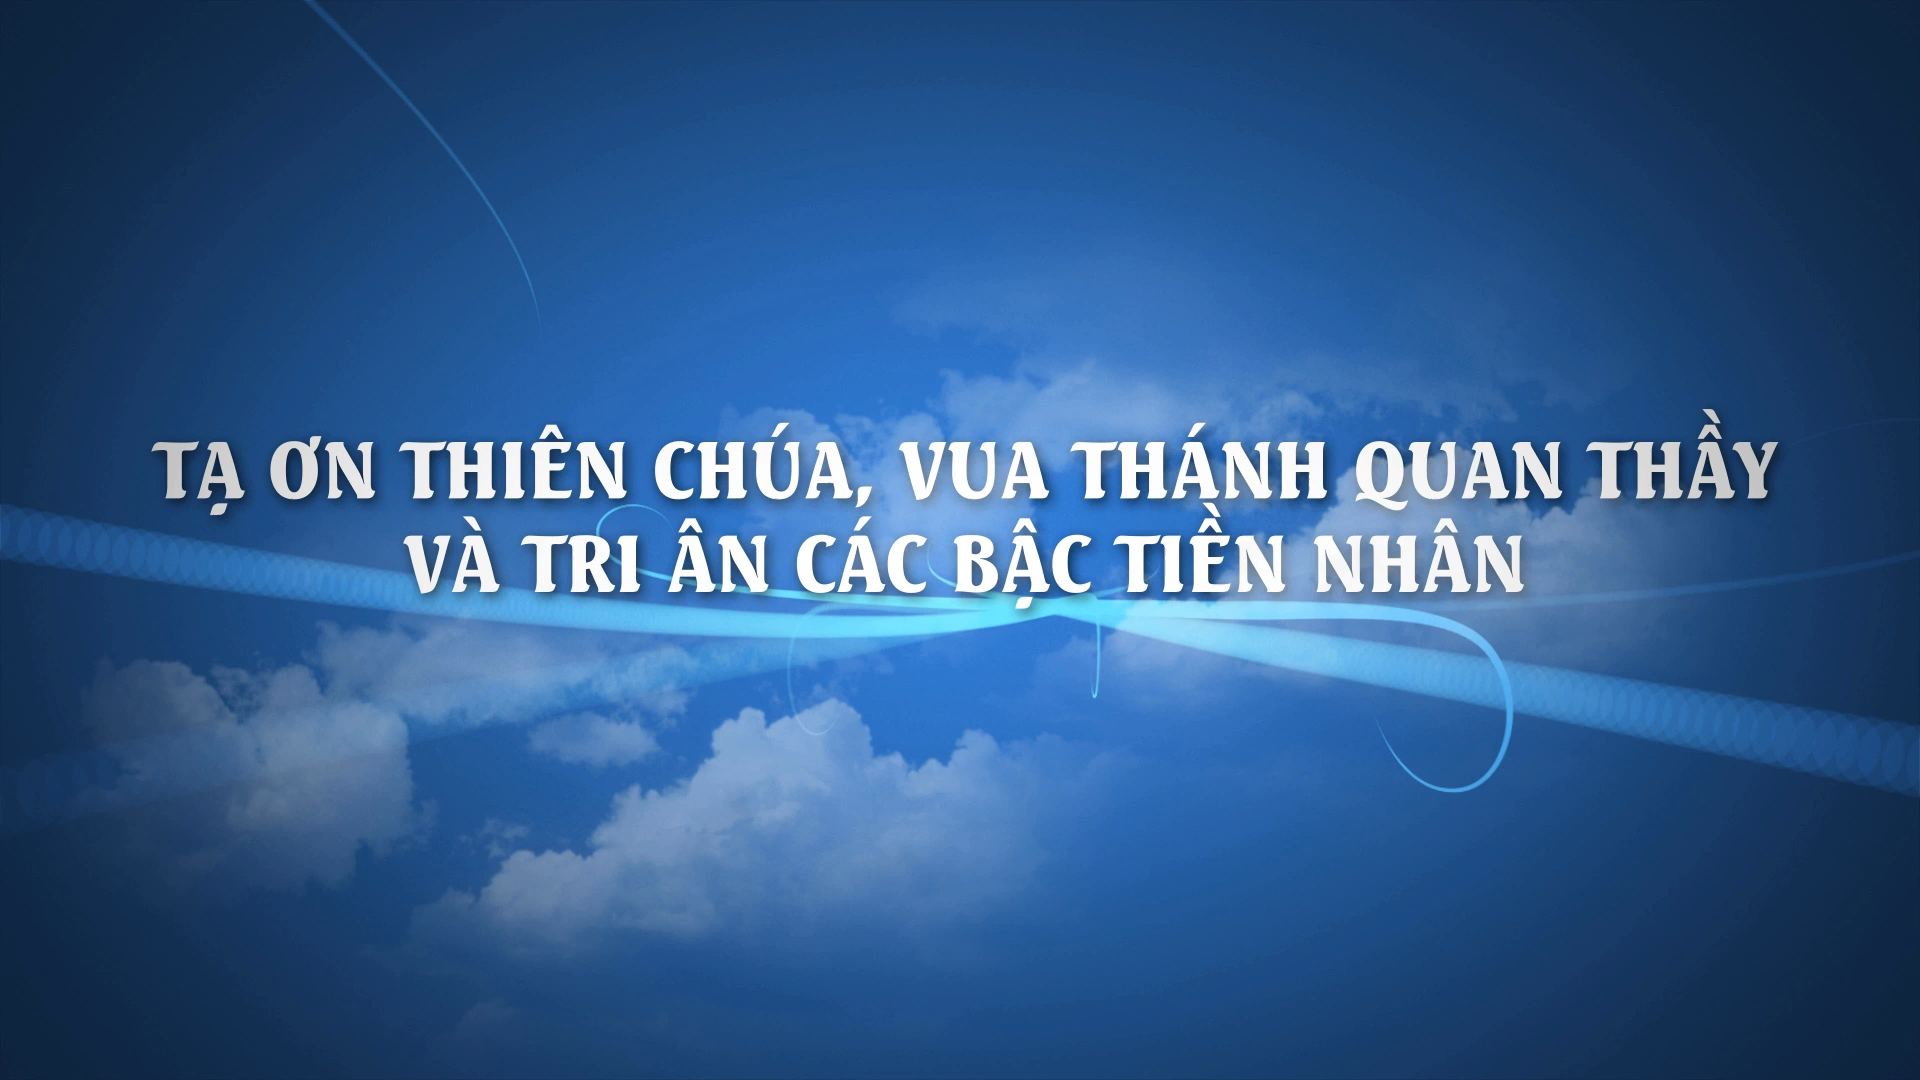 TẠ ƠN THIÊN CHÚA, VUA THÁNH QUAN THẦY
VÀ TRI ÂN CÁC BẬC TIỀN NHÂN